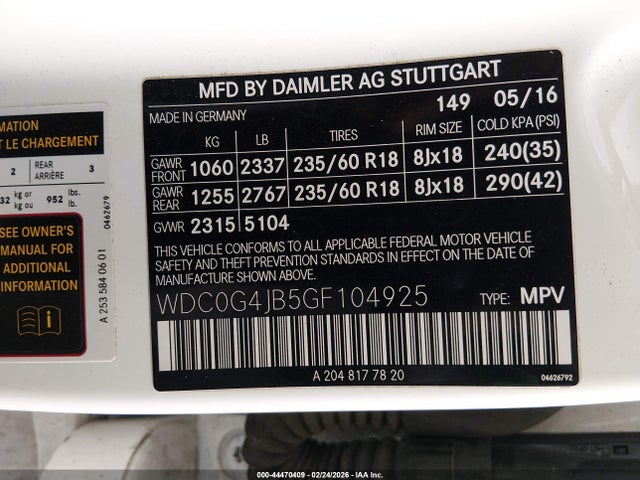 MFD BY DAIMLER AG STUTTGART
MADE IN GERMANY 149 05/16
KG LB TIRES RIM SIZE COLD KPA(PSI)
GAWR FRONT 1060 2337 235/60 R18 8Jx18 240(35)
GAWR REAR 1255 2767 235/60 R18 8Jx18 290(42)
GVWR 2315 5104
THIS VEHICLE CONFORMS TO ALL APPLICABLE FEDERAL MOTOR VEHICLE
SAFETY AND THEFT PREVENTION STANDARDS IN EFFECT ON THE DATE OF
MANUFACTURE SHOWN ABOVE.
WDC0G4JB5GF104925 TYPE: MPV
A 204 817 78 20 04626792
MATION
T LE CHARGEMENT
2 REAR ARRIÈRE 3
32 kg or kg ou 952 lbs. lb.
0462679
SEE OWNER'S
MANUAL FOR
ADDITIONAL
INFORMATION
A 253 584 06 01
000-44470409 - 02/24/2026 - IAA Inc.